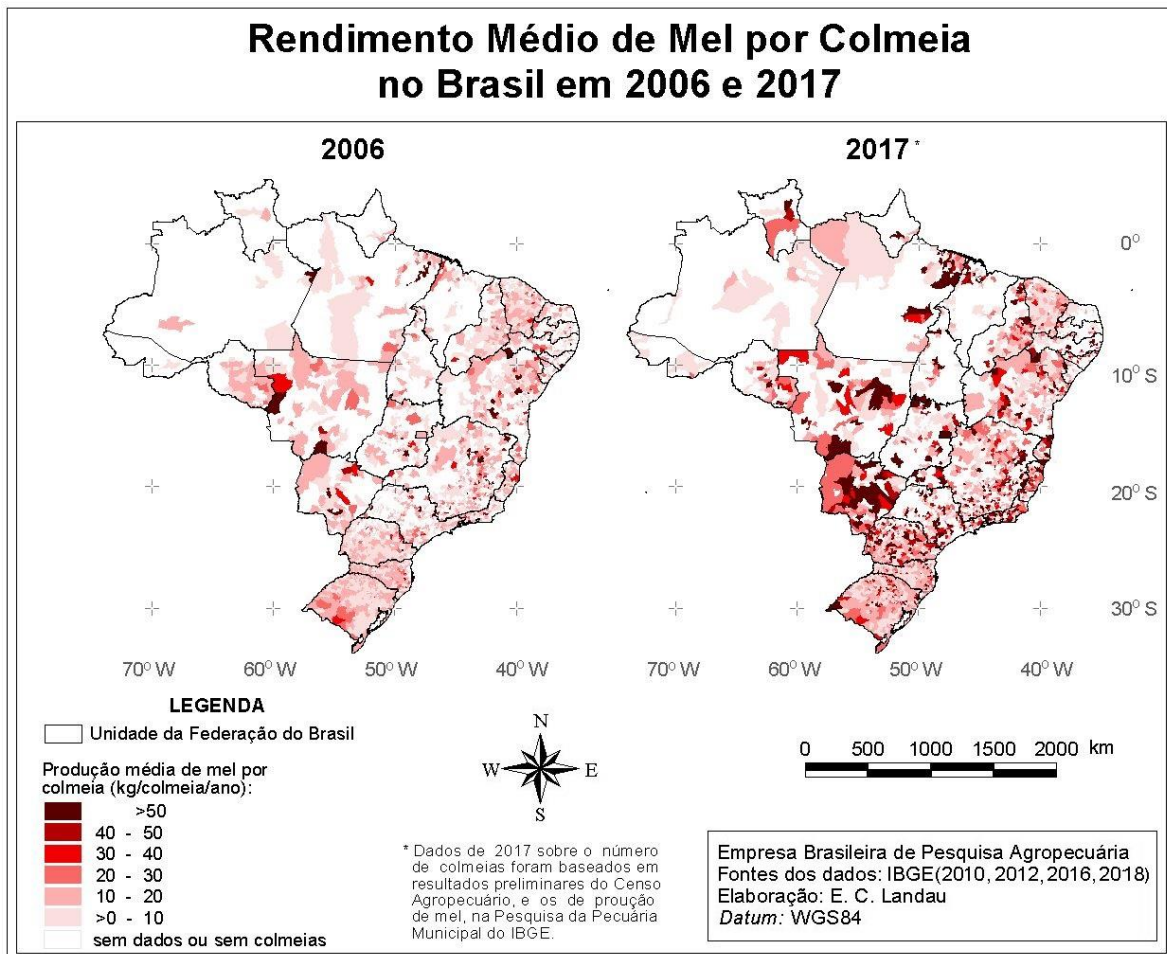 Rendimento Médio de Mel por Colmeia
no Brasil em 2006 e 2017
2006
2017 *
0° 
10° S
20° S
30° S
70° W
60° W
50° W
40° W
70° W
60° W
50° W
40° W
LEGENDA
Unidade da Federação do Brasil
Produção média de mel por
colmeia (kg/colmeia/ano):
>50
40 - 50
30 - 40
20 - 30
10 - 20
>0 - 10
sem dados ou sem colmeias
N
W
E
S
* Dados de 2017 sobre o número
de colmeias foram baseados em
resultados preliminares do Censo
Agropecuário, e os de proução
de mel, na Pesquisa da Pecuária
Municipal do IBGE.
0 500 1000 1500 2000 km
Empresa Brasileira de Pesquisa Agropecuária
Fontes dos dados: IBGE(2010, 2012, 2016, 2018)
Elaboração: E. C. Landau
Datum: WGS84